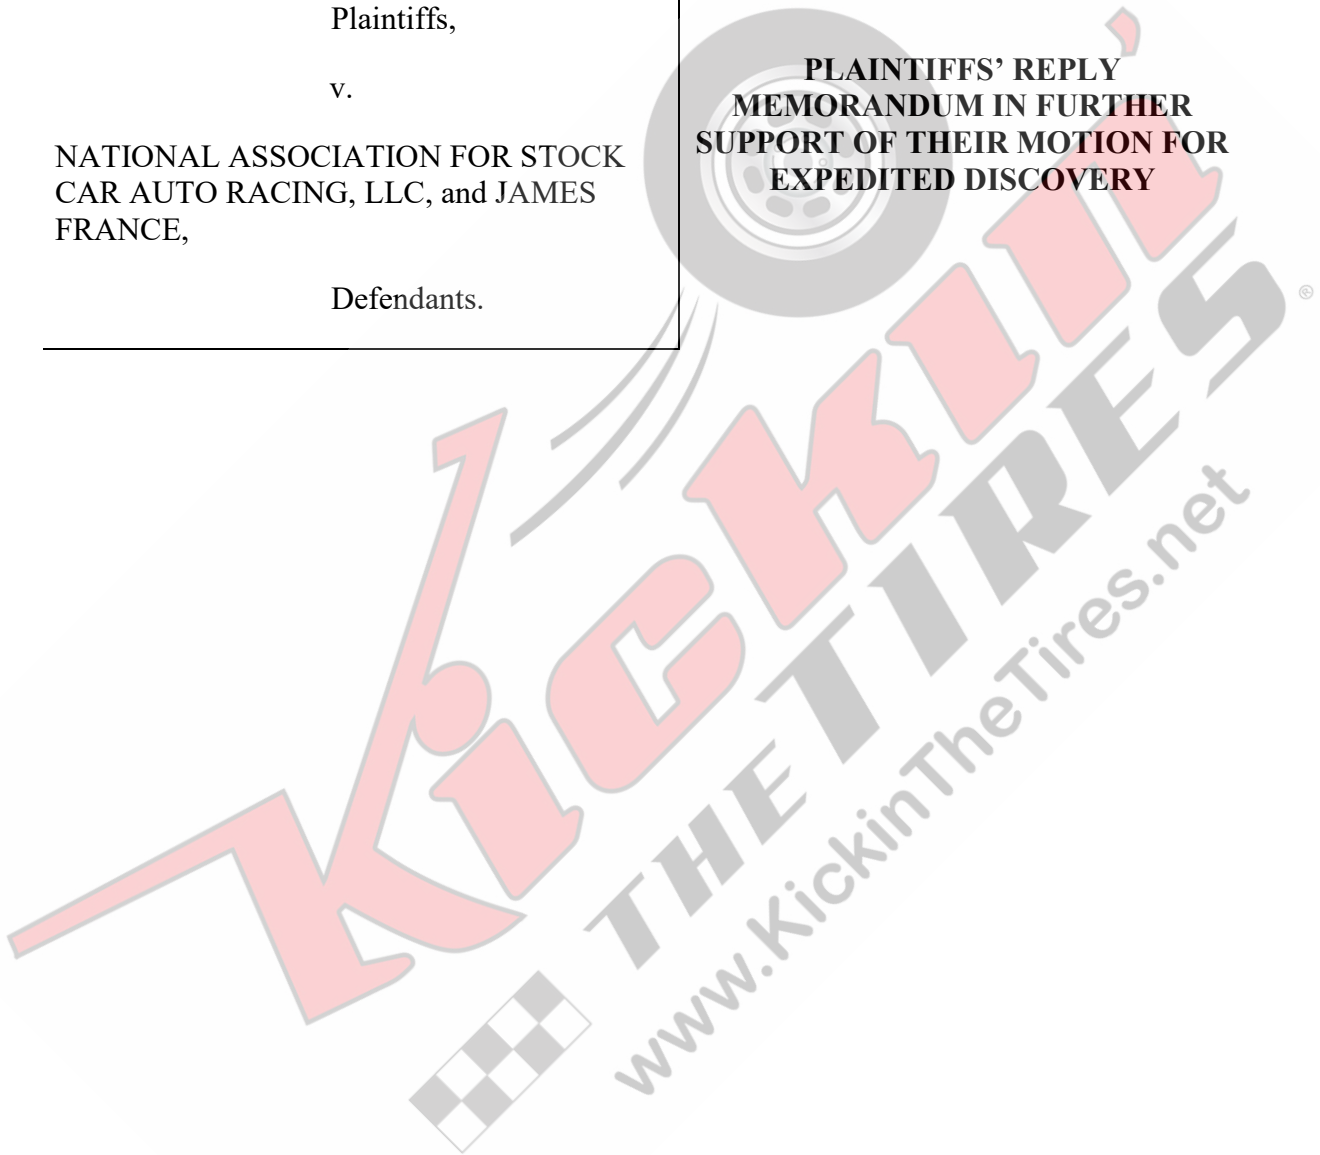 Plaintiffs,
v.
NATIONAL ASSOCIATION FOR STOCK
CAR AUTO RACING, LLC, and JAMES
FRANCE,
Defendants.
PLAINTIFFS’ REPLY
MEMORANDUM IN FURTHER
SUPPORT OF THEIR MOTION FOR
EXPEDITED DISCOVERY
Kickin’
THE TIRES®
www.KickinTheTires.net